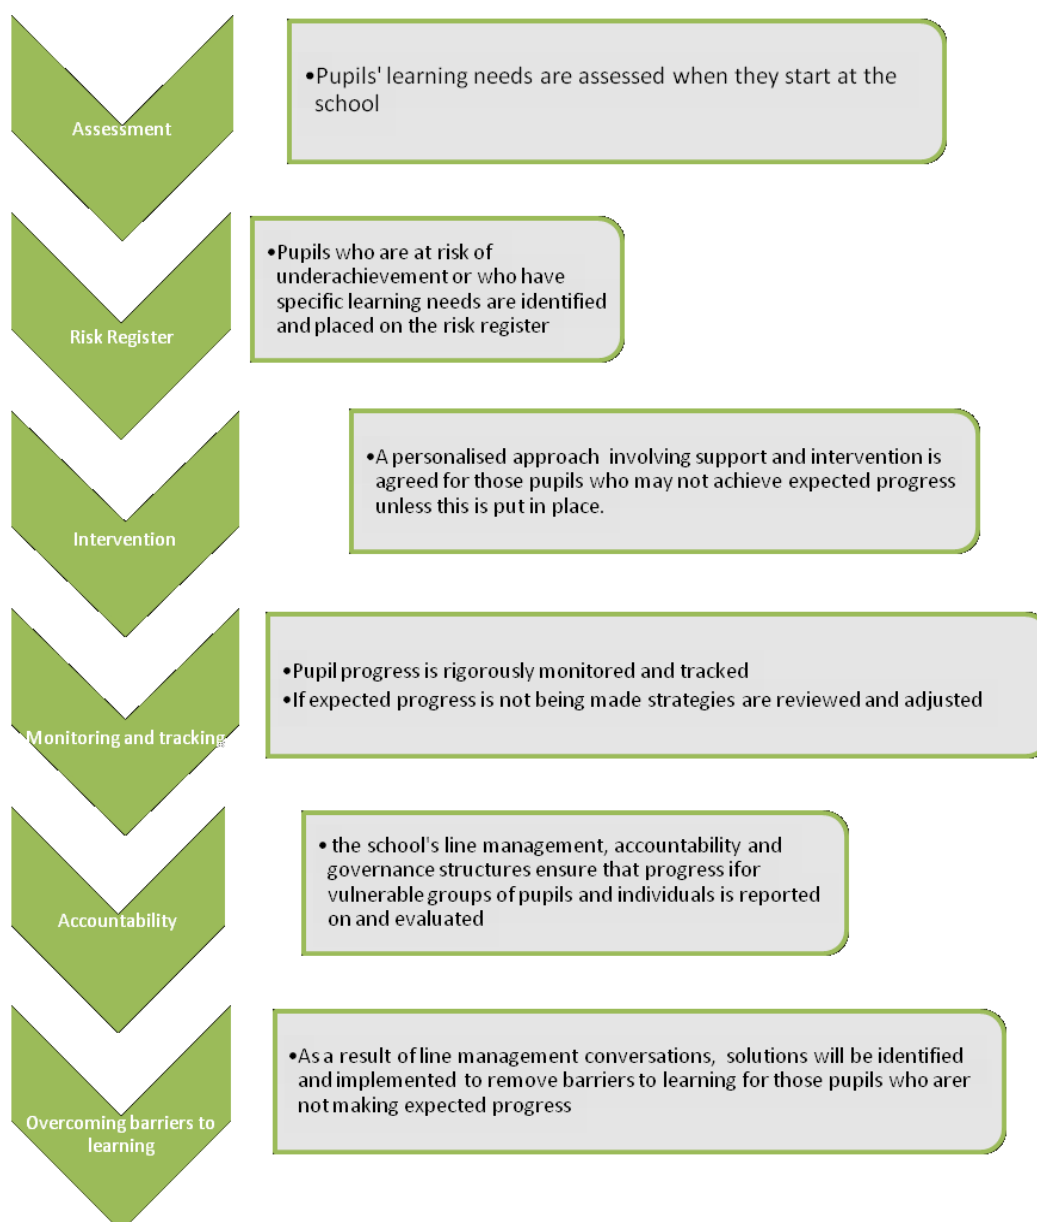 Assessment
•Pupils' learning needs are assessed when they start at the
school
Risk Register
•Pupils who are at risk of
underachievement or who have
specific learning needs are identified
and placed on the risk register
Intervention
•A personalised approach involving support and intervention is
agreed for those pupils who may not achieve expected progress
unless this is put in place.
Monitoring and tracking
•Pupil progress is rigorously monitored and tracked
•If expected progress is not being made strategies are reviewed and adjusted
Accountability
• the school's line management, accountability and
governance structures ensure that progress ifor
vulnerable groups of pupils and individuals is reported
on and evaluated
Overcoming barriers to
learning
•As a result of line management conversations, solutions will be identified
and implemented to remove barriers to learning for those pupils who arer
not making expected progress